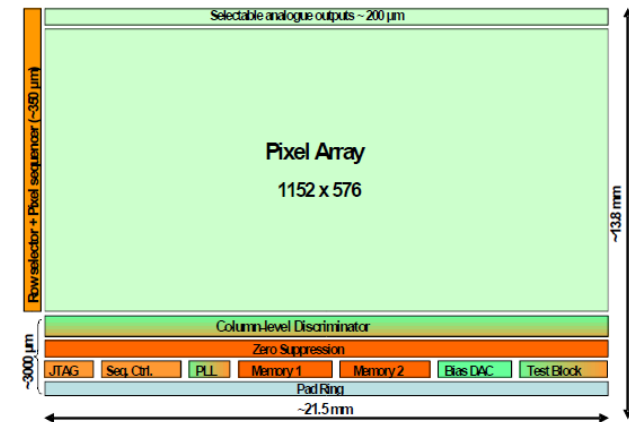 Selectable analogue outputs ~ 200 µm
Row selector + Pixel sequencer (~350 µm)
Pixel Array
1152 x 576
~13.8 mm
Column-level Discriminator
Zero Suppression
~3000 µm
JTAG Seq. Ctrl. PLL Memory 1 Memory 2 Bias DAC Test Block
Pad Ring
~21.5 mm